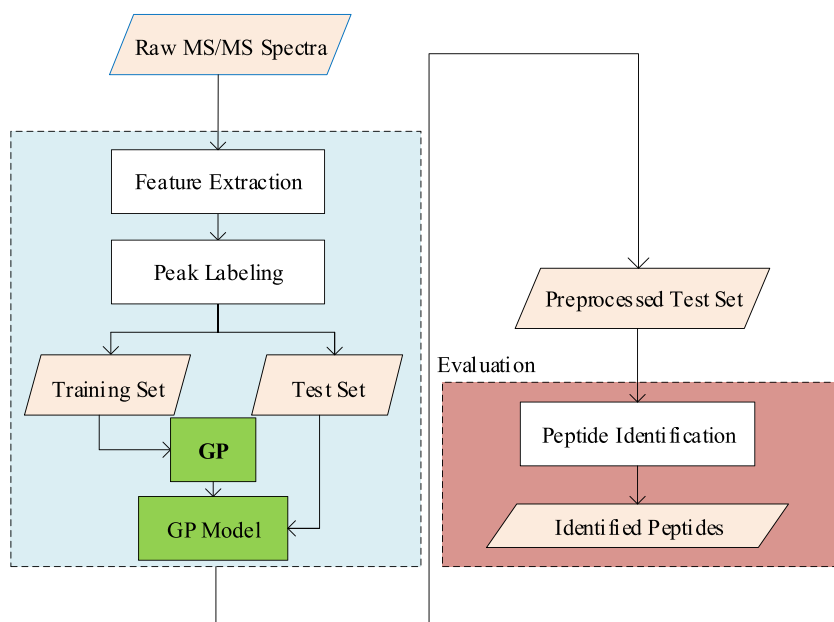 Raw MS/MS Spectra
Feature Extraction
Peak Labeling
Training Set
Test Set
GP
GP Model
Preprocessed Test Set
Evaluation
Peptide Identification
Identified Peptides